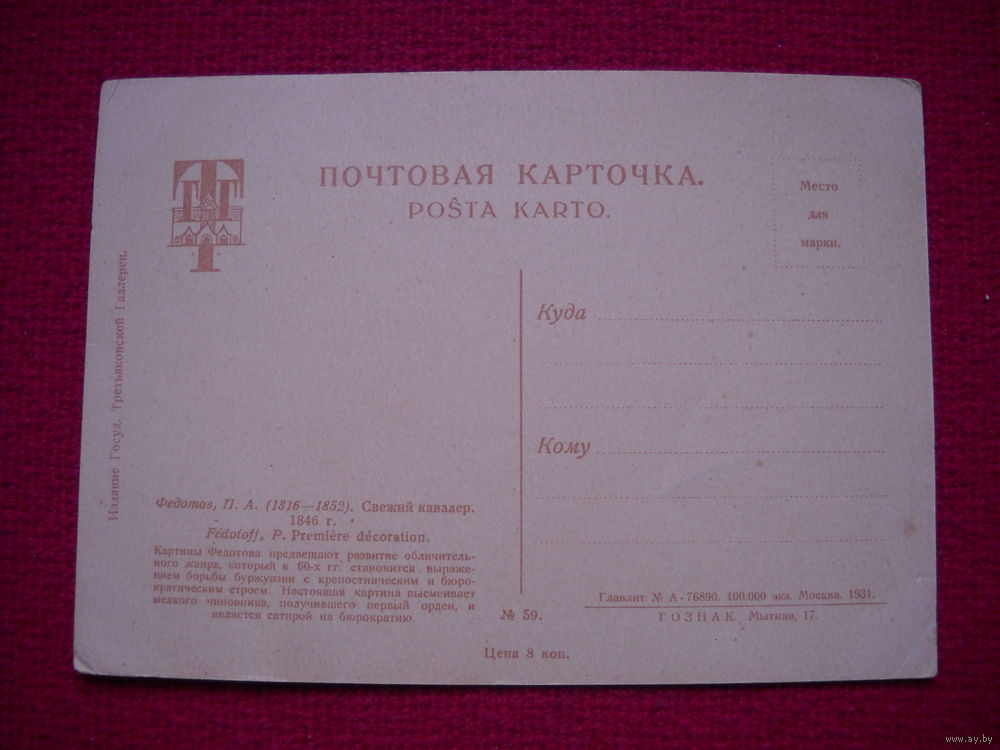 ПОЧТОВАЯ КАРТОЧКА.
POŜTA KARTO.
Место
для
марки.
Издание Госуд. Третьяковской Галлереи.
Куда
Кому
Федотов, П. А. (1816—1852). Свежий кавалер.
1846 г.
Fédotoff, P. Première décoration.
Картины Федотова предвещают развитие обличитель-
ного жанра, который в 60-х гг. становится выраже-
нием борьбы буржуазии с крепостническим и бюро-
кратическим строем. Настоящая картина высмеивает
мелкого чиновника, получившего первый орден, и
является сатирой на бюрократию.
№ 59.
Главлит № А-76890. 100.000 экз. Москва. 1931.
ГОЗНАК. Мытная, 17.
Цена 8 коп.
www.ay.by